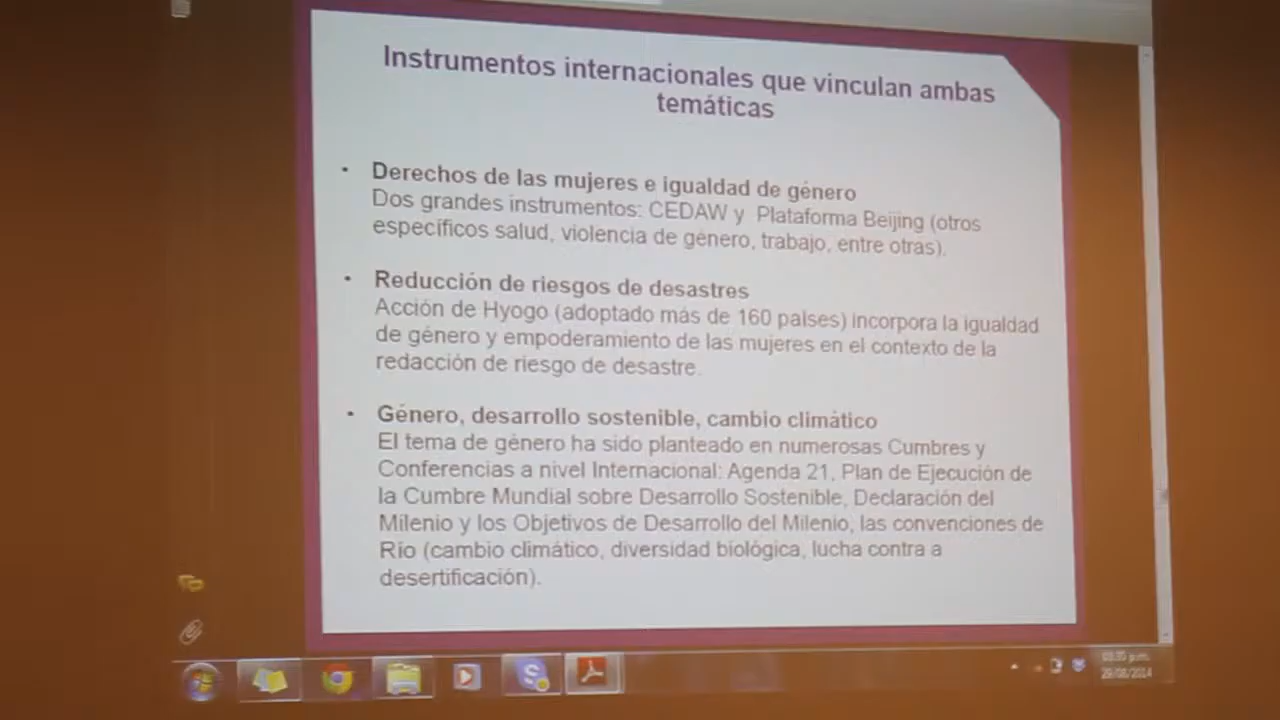 Instrumentos internacionales que vinculan ambas
temáticas
• Derechos de las mujeres e igualdad de género
Dos grandes instrumentos: CEDAW y Plataforma Beijing (otros
específicos salud, violencia de género, trabajo, entre otras).
• Reducción de riesgos de desastres
Acción de Hyogo (adoptado más de 160 países) incorpora la igualdad
de género y empoderamiento de las mujeres en el contexto de la
redacción de riesgo de desastre.
• Género, desarrollo sostenible, cambio climático
El tema de género ha sido planteado en numerosas Cumbres y
Conferencias a nivel Internacional: Agenda 21, Plan de Ejecución de
la Cumbre Mundial sobre Desarrollo Sostenible, Declaración del
Milenio y los Objetivos de Desarrollo del Milenio, las convenciones de
Río (cambio climático, diversidad biológica, lucha contra a
desertificación).
p.m.
29/08/2014